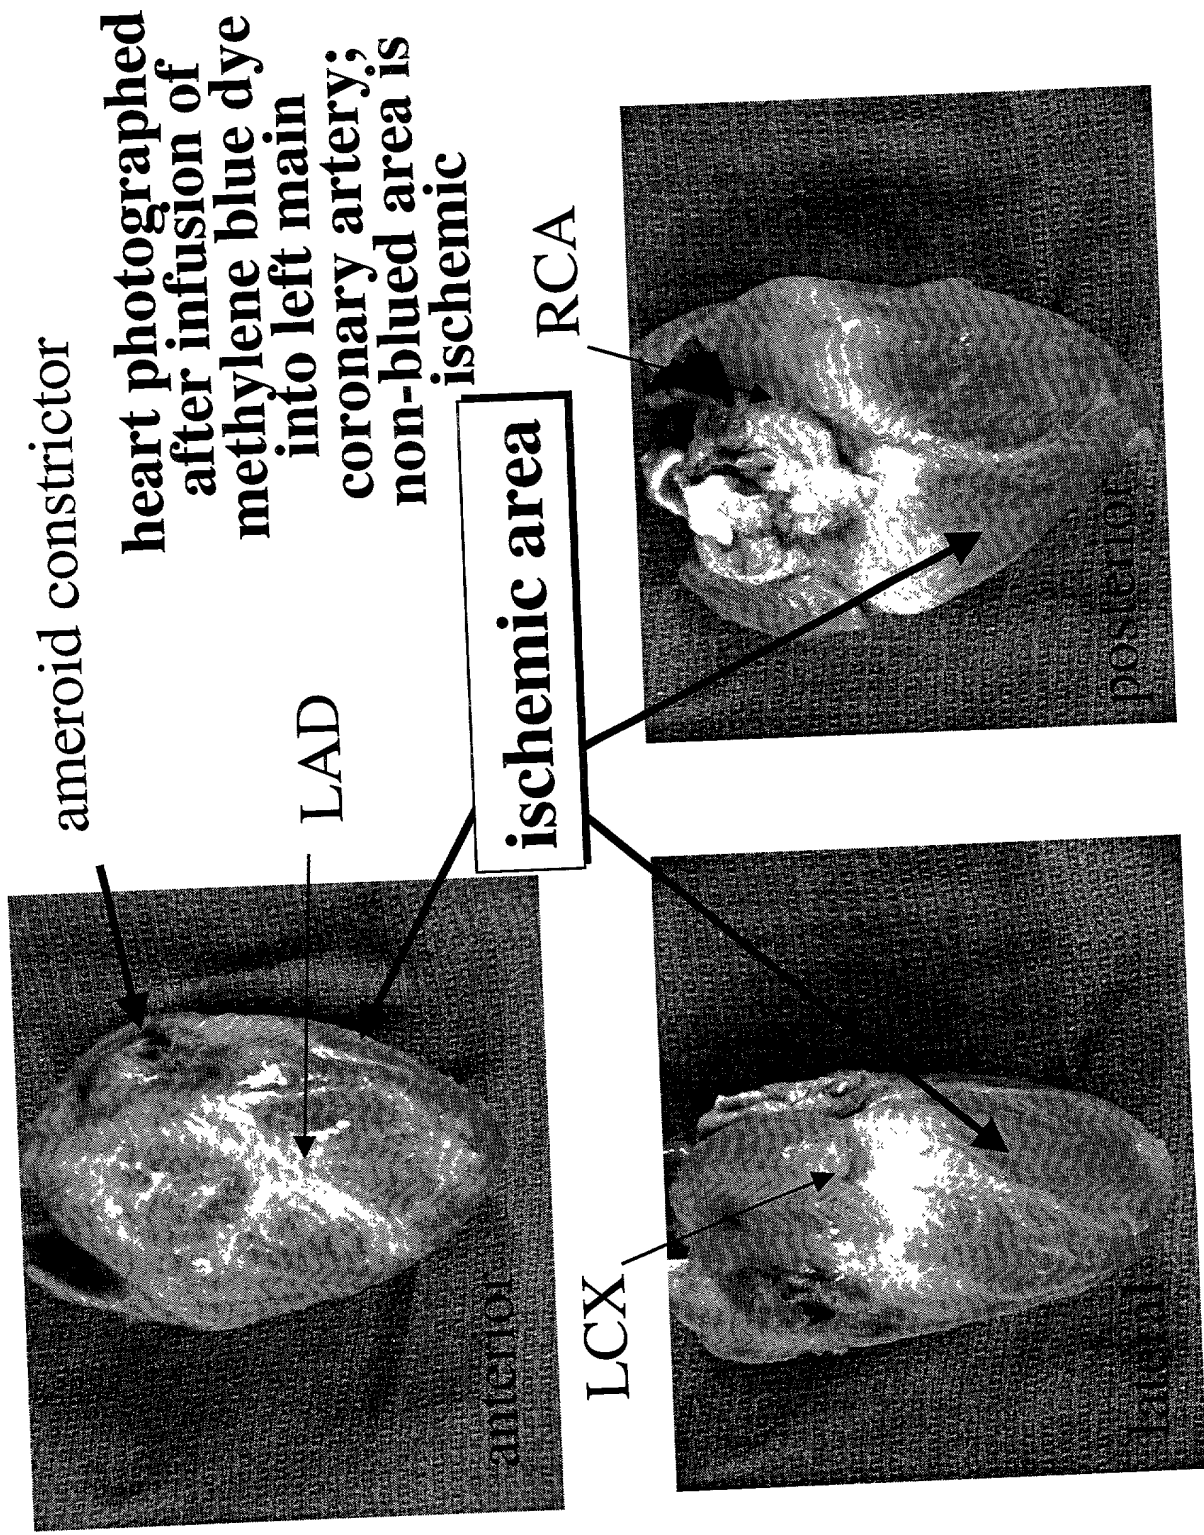 ameroid constrictor
heart photographed
after infusion of
methylene blue dye
into left main
coronary artery;
non-blued area is
ischemic
LAD
ischemic area
RCA
LCX
anterior
lateral
posterior